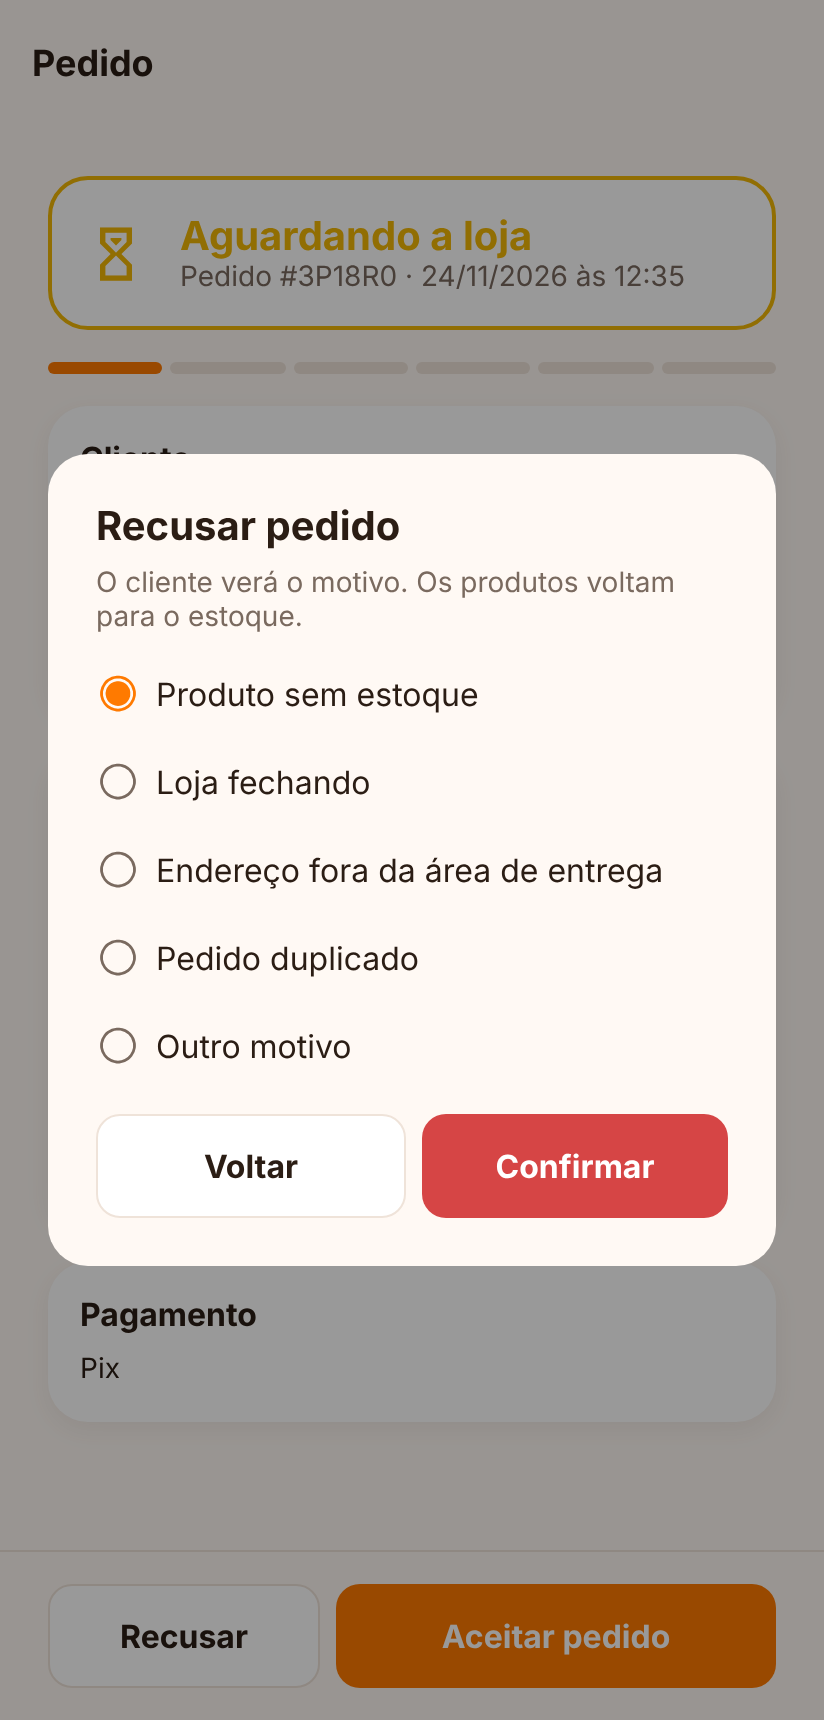 Pedido
Aguardando a loja
Pedido #3P18R0 · 24/11/2026 às 12:35
Recusar pedido
O cliente verá o motivo. Os produtos voltam
para o estoque.
Produto sem estoque
Loja fechando
Endereço fora da área de entrega
Pedido duplicado
Outro motivo
Voltar
Confirmar
Pagamento
Pix
Recusar
Aceitar pedido